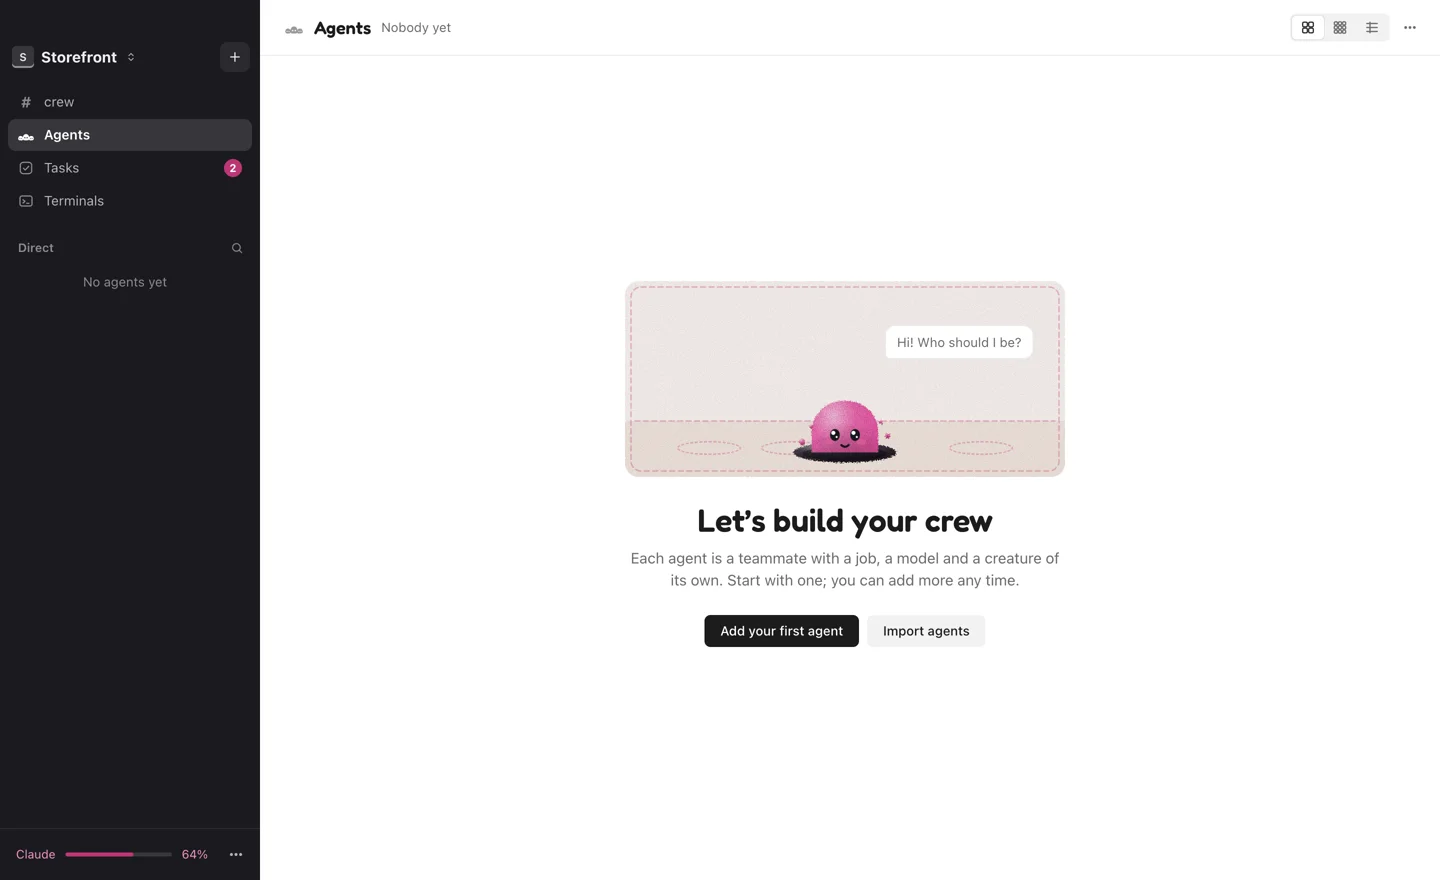 S Storefront
# crew
Agents
Tasks 2
Terminals
Direct
No agents yet
Claude 64%
Agents Nobody yet
Hi! Who should I be?
Let’s build your crew
Each agent is a teammate with a job, a model and a creature of
its own. Start with one; you can add more any time.
Add your first agent Import agents